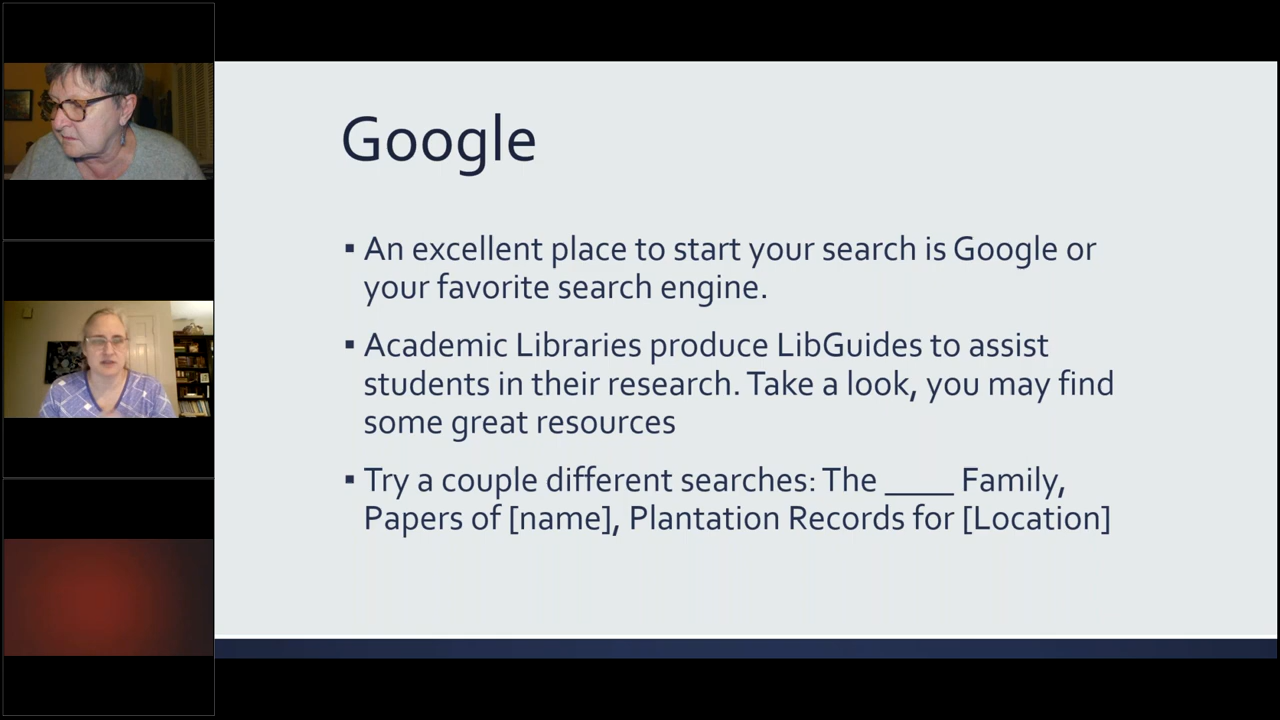 Google
▪ An excellent place to start your search is Google or
your favorite search engine.
▪ Academic Libraries produce LibGuides to assist
students in their research. Take a look, you may find
some great resources
▪ Try a couple different searches: The ____ Family,
Papers of [name], Plantation Records for [Location]